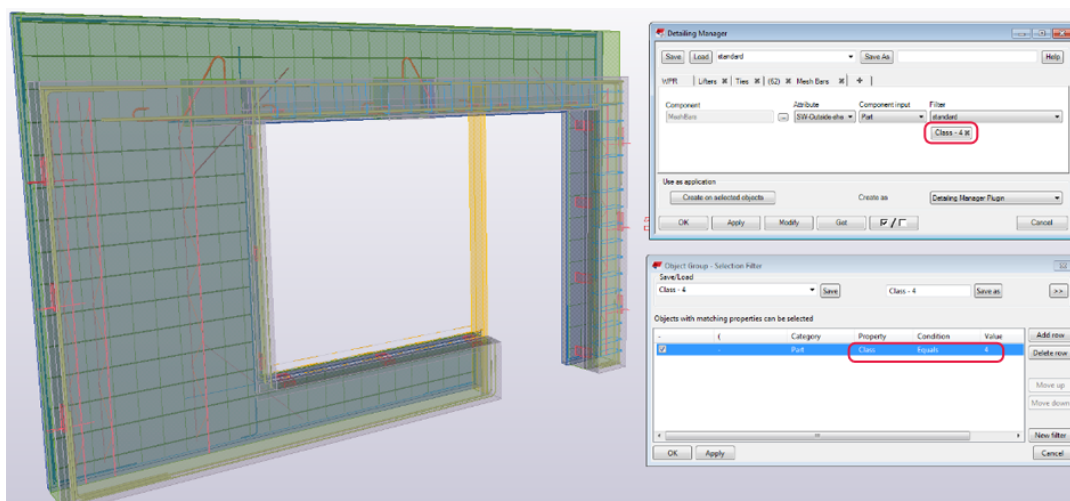 Detailing Manager
Save Load standard Save As Help
WPR Lifters Ties (62) Mesh Bars +
Component Attribute Component input Filter
MeshBars ... SW-Outside-she Part standard
Class - 4
Use as application
Create on selected objects Create as Detailing Manager Plugin
OK Apply Modify Get Cancel
Object Group - Selection Filter
Save/Load
Class - 4 Save Class - 4 Save as >>
Objects with matching properties can be selected
- ( Category Property Condition Value Add row
- Part Class Equals 4 Delete row
Move up
Move down
New filter
OK Apply Cancel